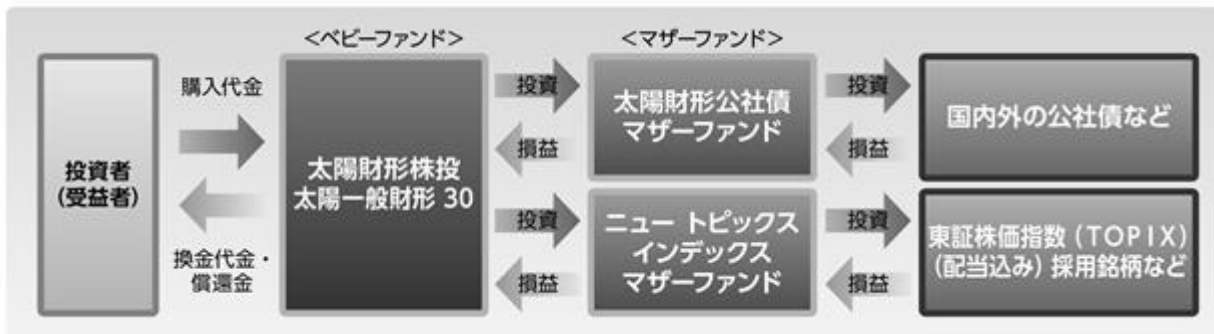 <ベビーファンド>
<マザーファンド>
投資者
(受益者)
購入代金
換金代金・
償還金
太陽財形株投
太陽一般財形 30
投資
損益
太陽財形公社債
マザーファンド
投資
損益
国内外の公社債など
投資
損益
ニュー トピックス
インデックス
マザーファンド
投資
損益
東証株価指数 (TOPIX)
(配当込み) 採用銘柄など